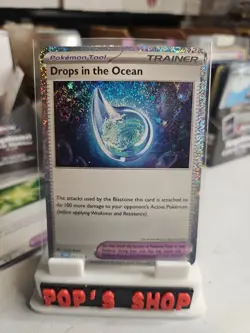 Pokémon Tool
TRAINER
Drops in the Ocean
The attacks used by the Blastoise this card is attached to
do 100 more damage to your opponent's Active Pokémon
(before applying Weakness and Resistance).
POP'S SHOP